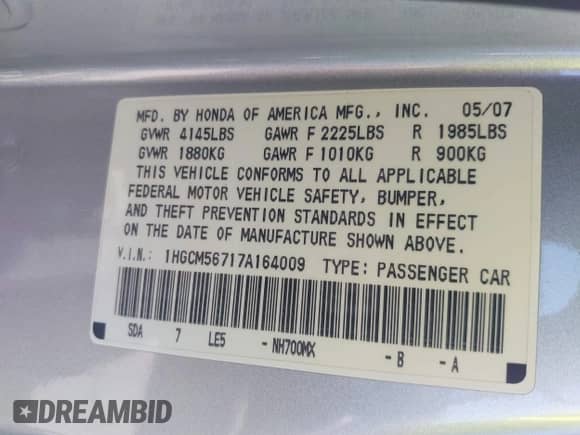 MFD. BY HONDA OF AMERICA MFG., INC. 05/07
GVWR 4145LBS GAWR F 2225LBS R 1985LBS
GVWR 1880KG GAWR F 1010KG R 900KG
THIS VEHICLE CONFORMS TO ALL APPLICABLE
FEDERAL MOTOR VEHICLE SAFETY, BUMPER,
AND THEFT PREVENTION STANDARDS IN EFFECT
ON THE DATE OF MANUFACTURE SHOWN ABOVE.
V.I.N.: 1HGCM56717A164009 TYPE: PASSENGER CAR
SDA 7 LE5 - NH700MX - B - A
DREAMBID